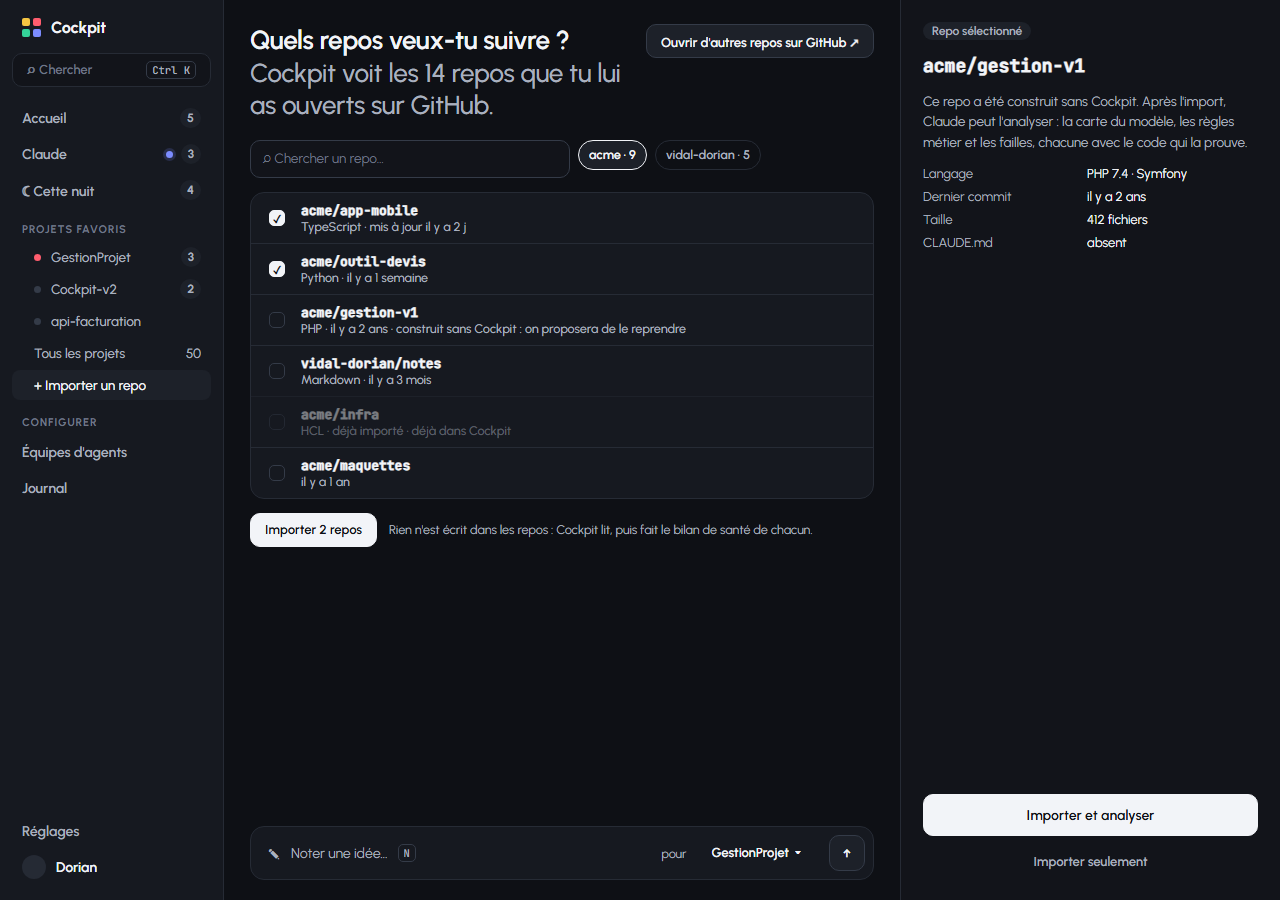 Cockpit
Chercher Ctrl K
Accueil 5
Claude 3
Cette nuit 4
PROJETS FAVORIS
GestionProjet 3
Cockpit-v2 2
api-facturation
Tous les projets 50
+ Importer un repo
CONFIGURER
Équipes d'agents
Journal
Réglages
Dorian
Quels repos veux-tu suivre ?
Cockpit voit les 14 repos que tu lui
as ouverts sur GitHub.
Ouvrir d'autres repos sur GitHub ↗
Chercher un repo...
acme · 9
vidal-dorian · 5
acme/app-mobile
TypeScript · mis à jour il y a 2 j
acme/outil-devis
Python · il y a 1 semaine
acme/gestion-v1
PHP · il y a 2 ans · construit sans Cockpit : on proposera de le reprendre
vidal-dorian/notes
Markdown · il y a 3 mois
acme/infra
HCL · déjà importé · déjà dans Cockpit
acme/maquettes
il y a 1 an
Importer 2 repos
Rien n'est écrit dans les repos : Cockpit lit, puis fait le bilan de santé de chacun.
Noter une idée... N
pour GestionProjet
Repo sélectionné
acme/gestion-v1
Ce repo a été construit sans Cockpit. Après l'import,
Claude peut l'analyser : la carte du modèle, les règles
métier et les failles, chacune avec le code qui la prouve.
Langage PHP 7.4 · Symfony
Dernier commit il y a 2 ans
Taille 412 fichiers
CLAUDE.md absent
Importer et analyser
Importer seulement